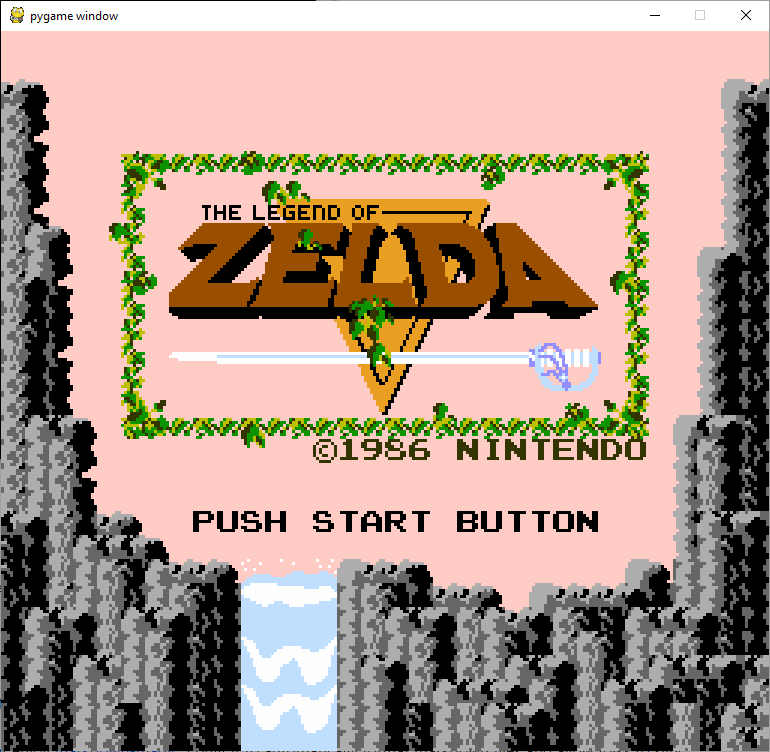 pygame window
THE LEGEND OF
ZELDA
©1986 NINTENDO
PUSH START BUTTON